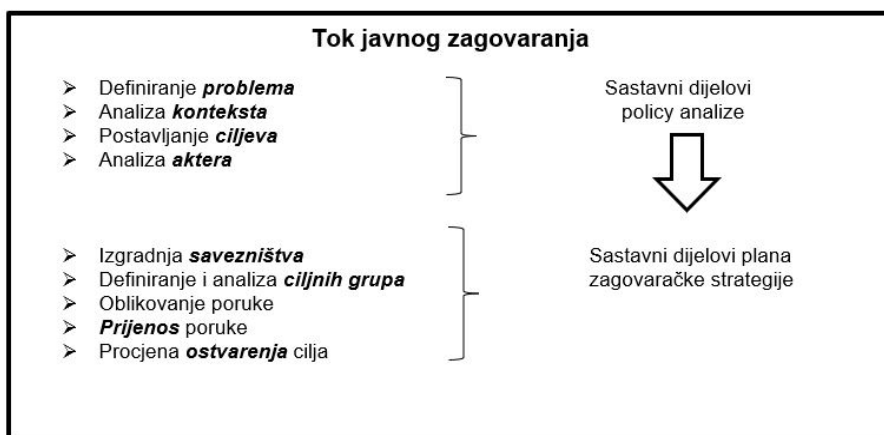 Tok javnog zagovaranja
Definiranje problema
Analiza konteksta
Postavljanje ciljeva
Analiza aktera
Sastavni dijelovi
policy analize
Izgradnja savezništva
Definiranje i analiza ciljnih grupa
Oblikovanje poruke
Prijenos poruke
Procjena ostvarenja cilja
Sastavni dijelovi plana
zagovaračke strategije